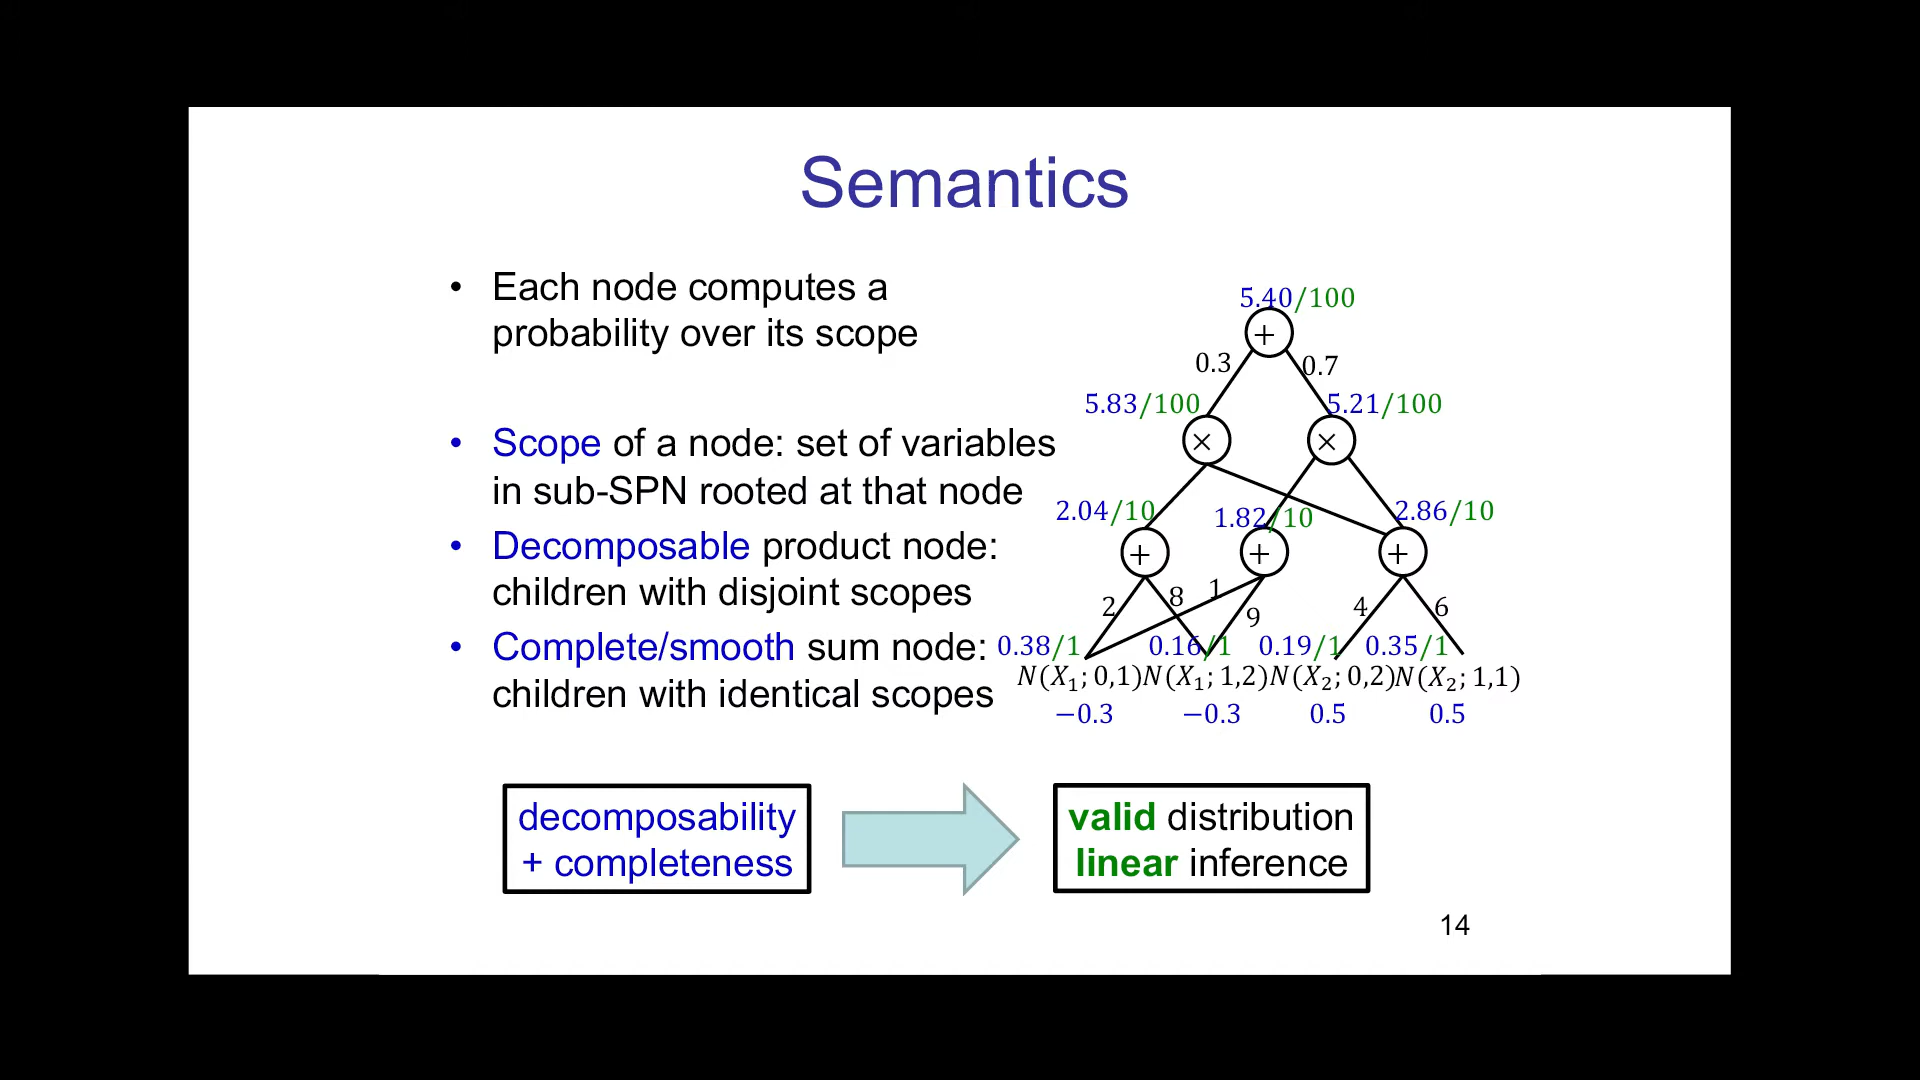 Semantics
• Each node computes a
probability over its scope
• Scope of a node: set of variables
in sub-SPN rooted at that node
• Decomposable product node:
children with disjoint scopes
• Complete/smooth sum node:
children with identical scopes
5.40/100
+
0.3 0.7
5.83/100 5.21/100
× ×
2.04/10 1.82/10 2.86/10
+ + +
2 8 1 9 4 6
0.38/1 0.16/1 0.19/1 0.35/1
N(X₁; 0,1) N(X₁; 1,2) N(X₂; 0,2) N(X₂; 1,1)
−0.3 −0.3 0.5 0.5
decomposability
+ completeness
valid distribution
linear inference
14